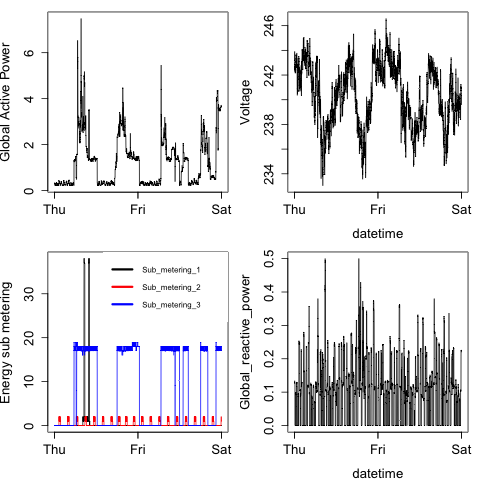 Global Active Power
6
4
2
0
Thu Fri Sat
Voltage
246
242
238
234
Thu Fri Sat
datetime
Energy sub metering
30
20
10
0
Sub_metering_1
Sub_metering_2
Sub_metering_3
Thu Fri Sat
Global_reactive_power
0.5
0.4
0.3
0.2
0.1
0.0
Thu Fri Sat
datetime